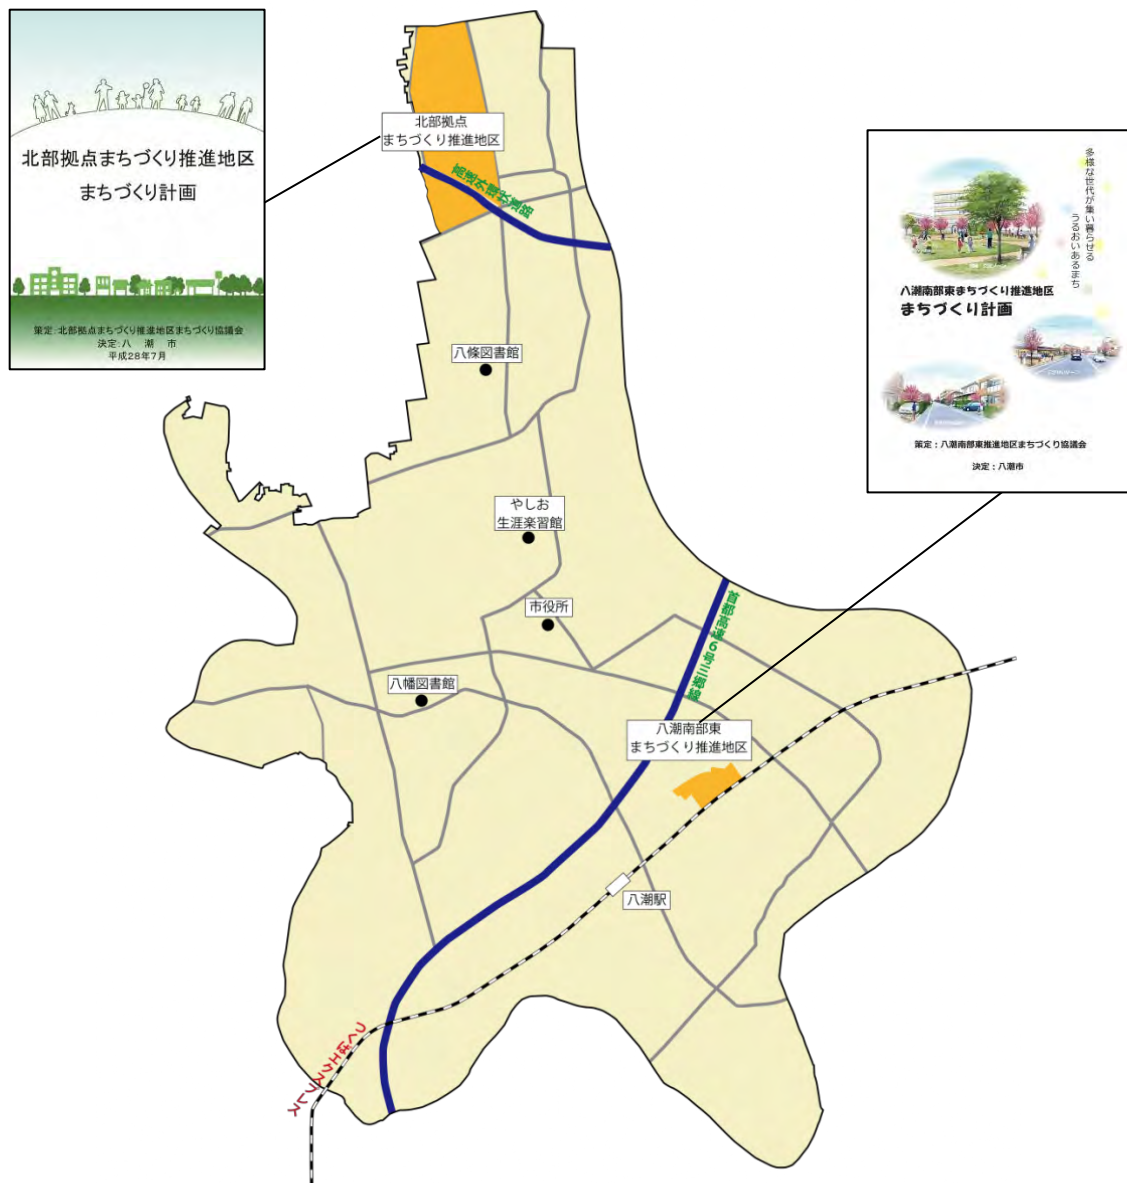 北部拠点まちづくり推進地区
まちづくり計画
策定:北部拠点まちづくり推進地区まちづくり協議会
決定:八 潮 市
平成28年7月
北部拠点
まちづくり推進地区
高速外環状道路
多様な世代が集い暮らせる
うるおいあるまち
八潮南部東まちづくり推進地区
まちづくり計画
策定:八潮南部東推進地区まちづくり協議会
決定:八潮市
八條図書館
やしお
生涯楽習館
市役所
八幡図書館
首都高速6号三郷線
八潮南部東
まちづくり推進地区
八潮駅
つくばエクスプレス